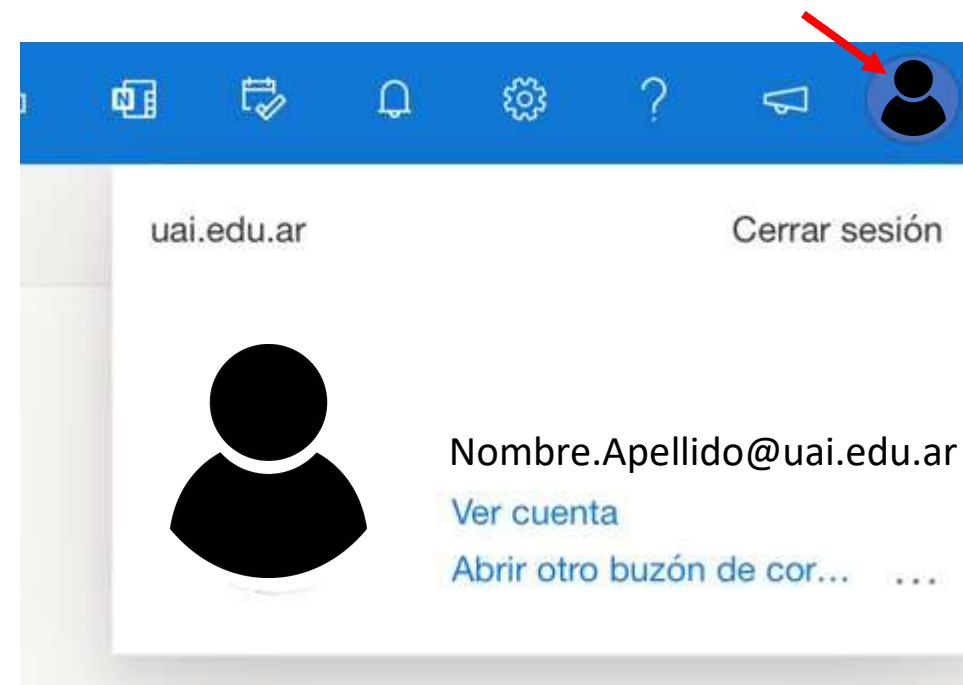 N
?
uai.edu.ar
Cerrar sesión
Nombre.Apellido@uai.edu.ar
Ver cuenta
Abrir otro buzón de cor...
...